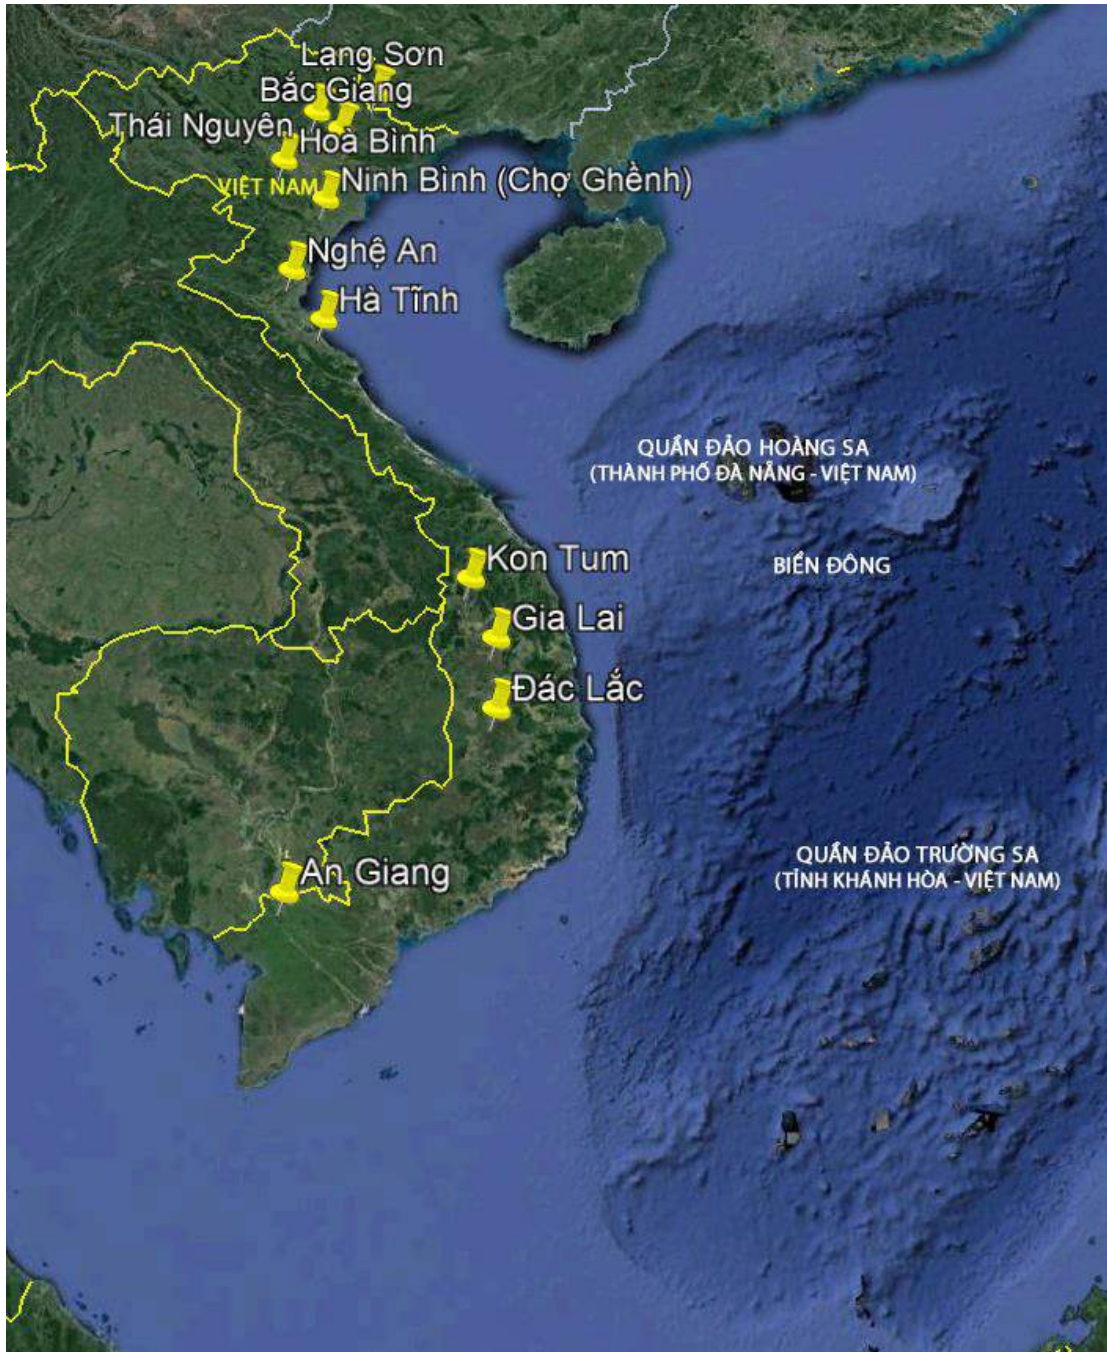 Lạng Sơn
Bắc Giang
Thái Nguyên
Hoà Bình
VIỆT NAM
Ninh Bình (Chợ Ghềnh)
Nghệ An
Hà Tĩnh
QUẦN ĐẢO HOÀNG SA
(THÀNH PHỐ ĐÀ NẴNG - VIỆT NAM)
BIỂN ĐÔNG
Kon Tum
Gia Lai
Đác Lắc
QUẦN ĐẢO TRƯỜNG SA
(TỈNH KHÁNH HÒA - VIỆT NAM)
An Giang